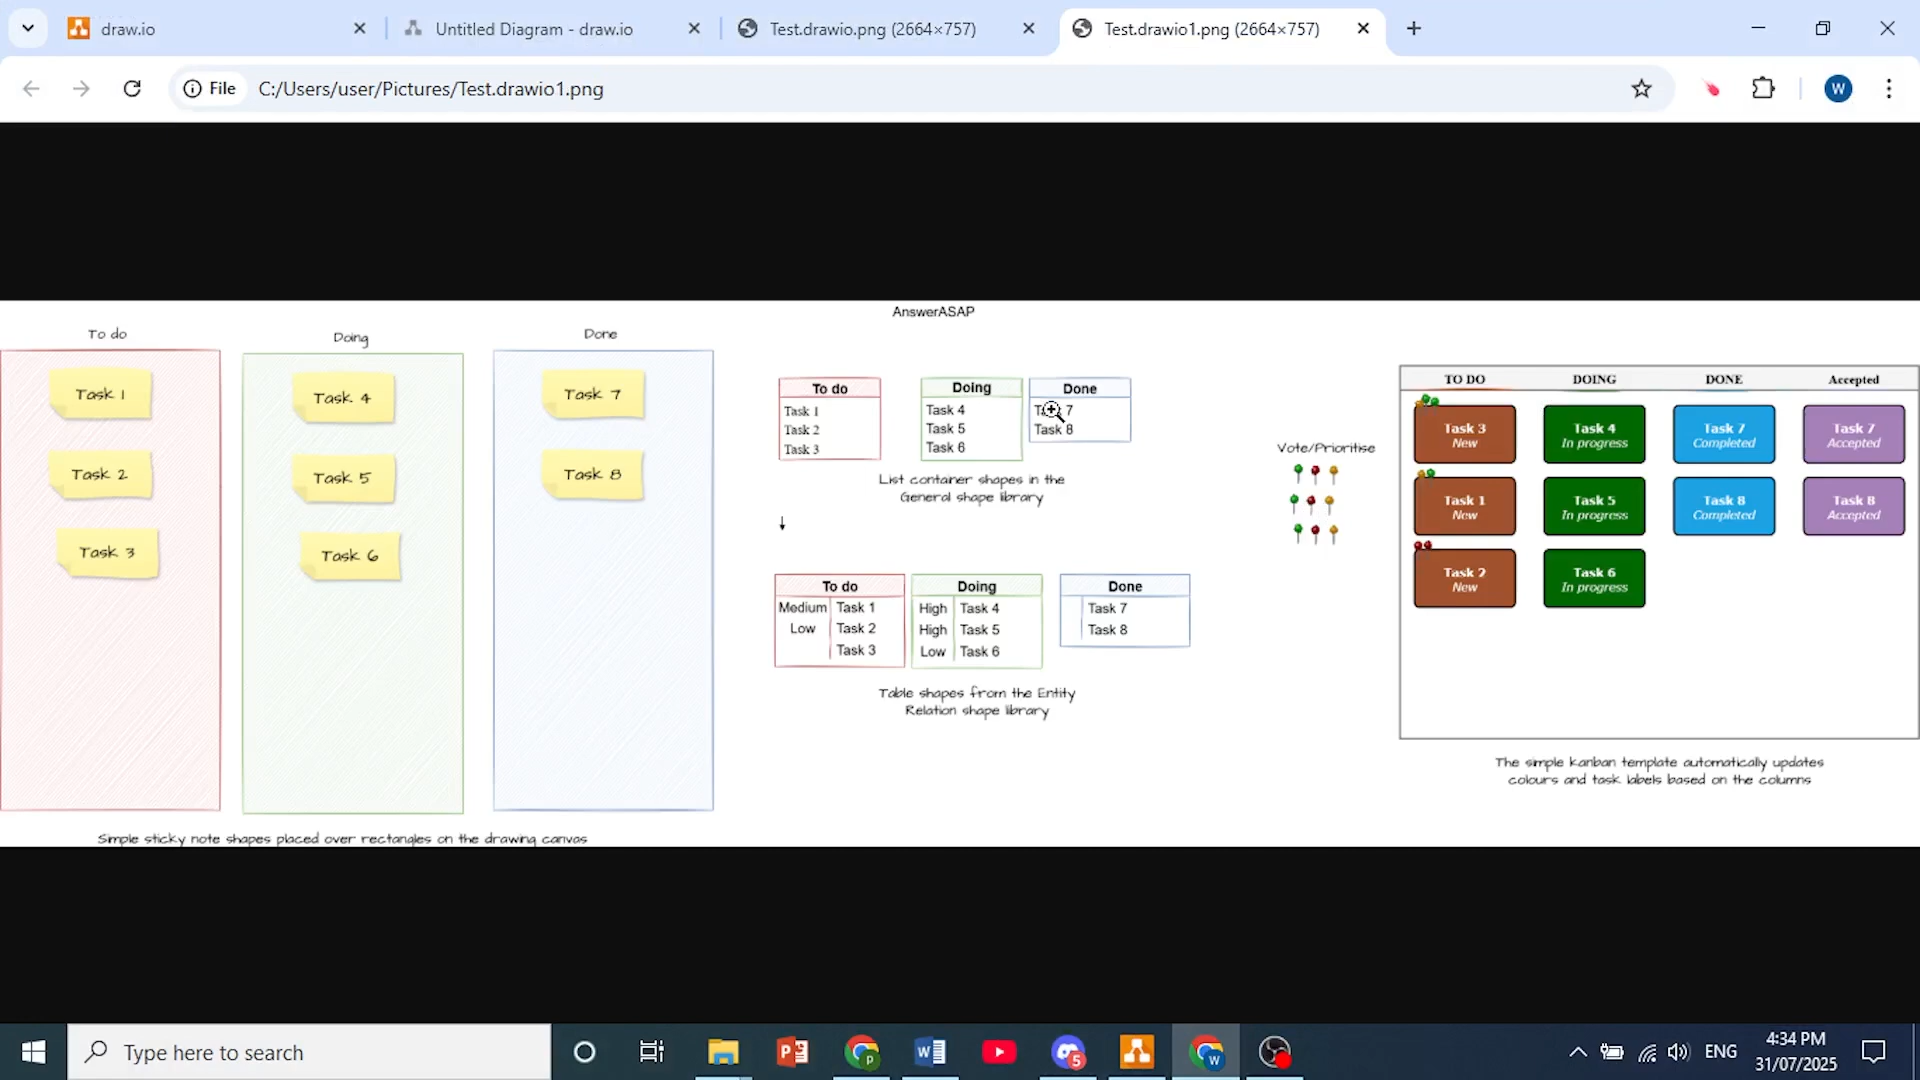 draw.io
Untitled Diagram - draw.io
Test.drawio.png (2664×757)
Test.drawio1.png (2664×757)
File
C:/Users/user/Pictures/Test.drawio1.png
W
AnswerASAP
To do
Doing
Done
Task 1
Task 4
Task 7
Task 2
Task 5
Task 8
Task 3
Task 6
Simple sticky note shapes placed over rectangles on the drawing canvas
To do
Task 1
Task 2
Task 3
Doing
Task 4
Task 5
Task 6
Done
7
Task 8
List container shapes in the
General shape library
To do
Medium Task 1
Low Task 2
Task 3
Doing
High Task 4
High Task 5
Low Task 6
Done
Task 7
Task 8
Table shapes from the Entity
Relation shape library
Vote/Prioritise
TO DO DOING DONE Accepted
Task 3
New
Task 4
In progress
Task 7
Completed
Task 7
Accepted
Task 1
New
Task 5
In progress
Task 8
Completed
Task 8
Accepted
Task 2
New
Task 6
In progress
The simple kanban template automatically updates
colours and task labels based on the columns
Type here to search
P
5
W
ENG
4:34 PM
31/07/2025